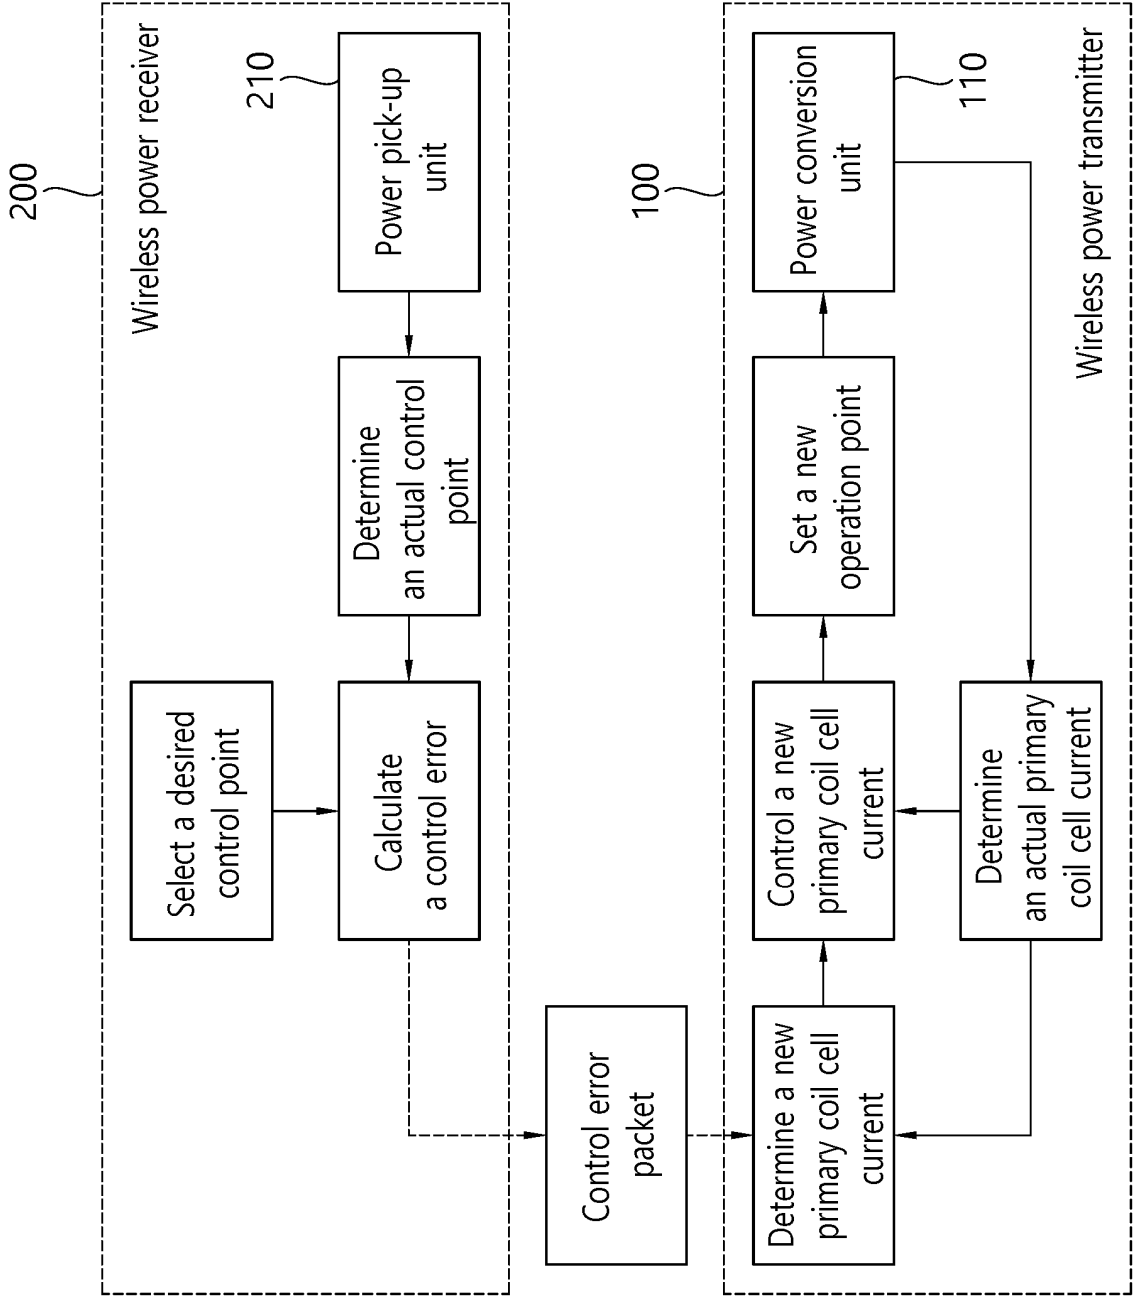 200
Wireless power receiver
Select a desired
control point
Calculate
a control error
Determine
an actual control
point
210
Power pick-up
unit
Control error
packet
100
Determine a new
primary coil cell
current
Control a new
primary coil cell
current
Set a new
operation point
Power conversion
unit
110
Determine
an actual primary
coil cell current
Wireless power transmitter